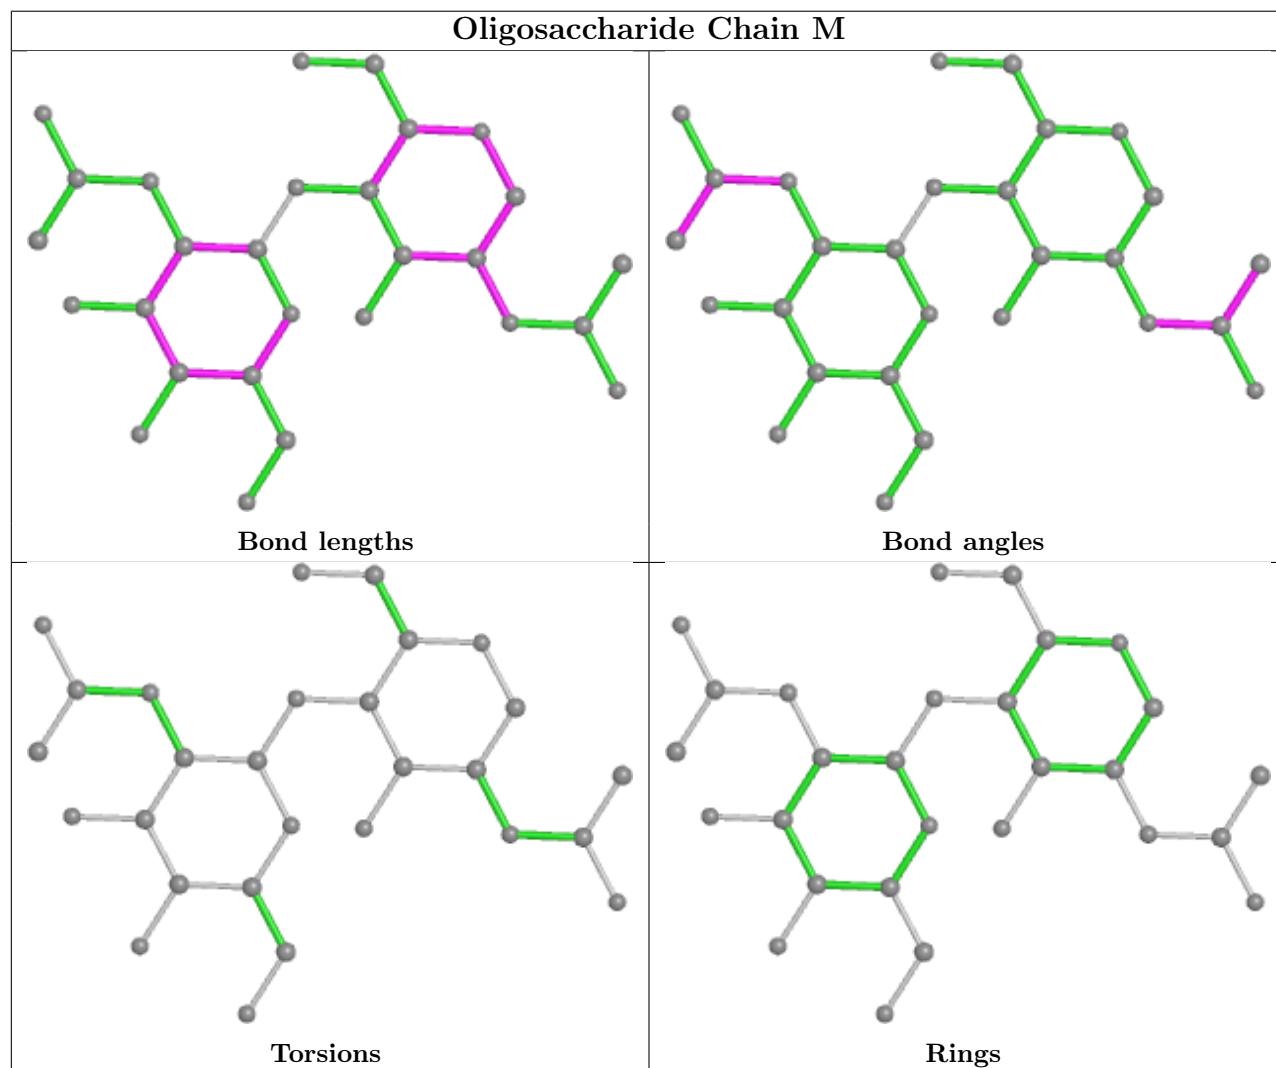 Oligosaccharide Chain M
Bond lengths
Bond angles
Torsions
Rings